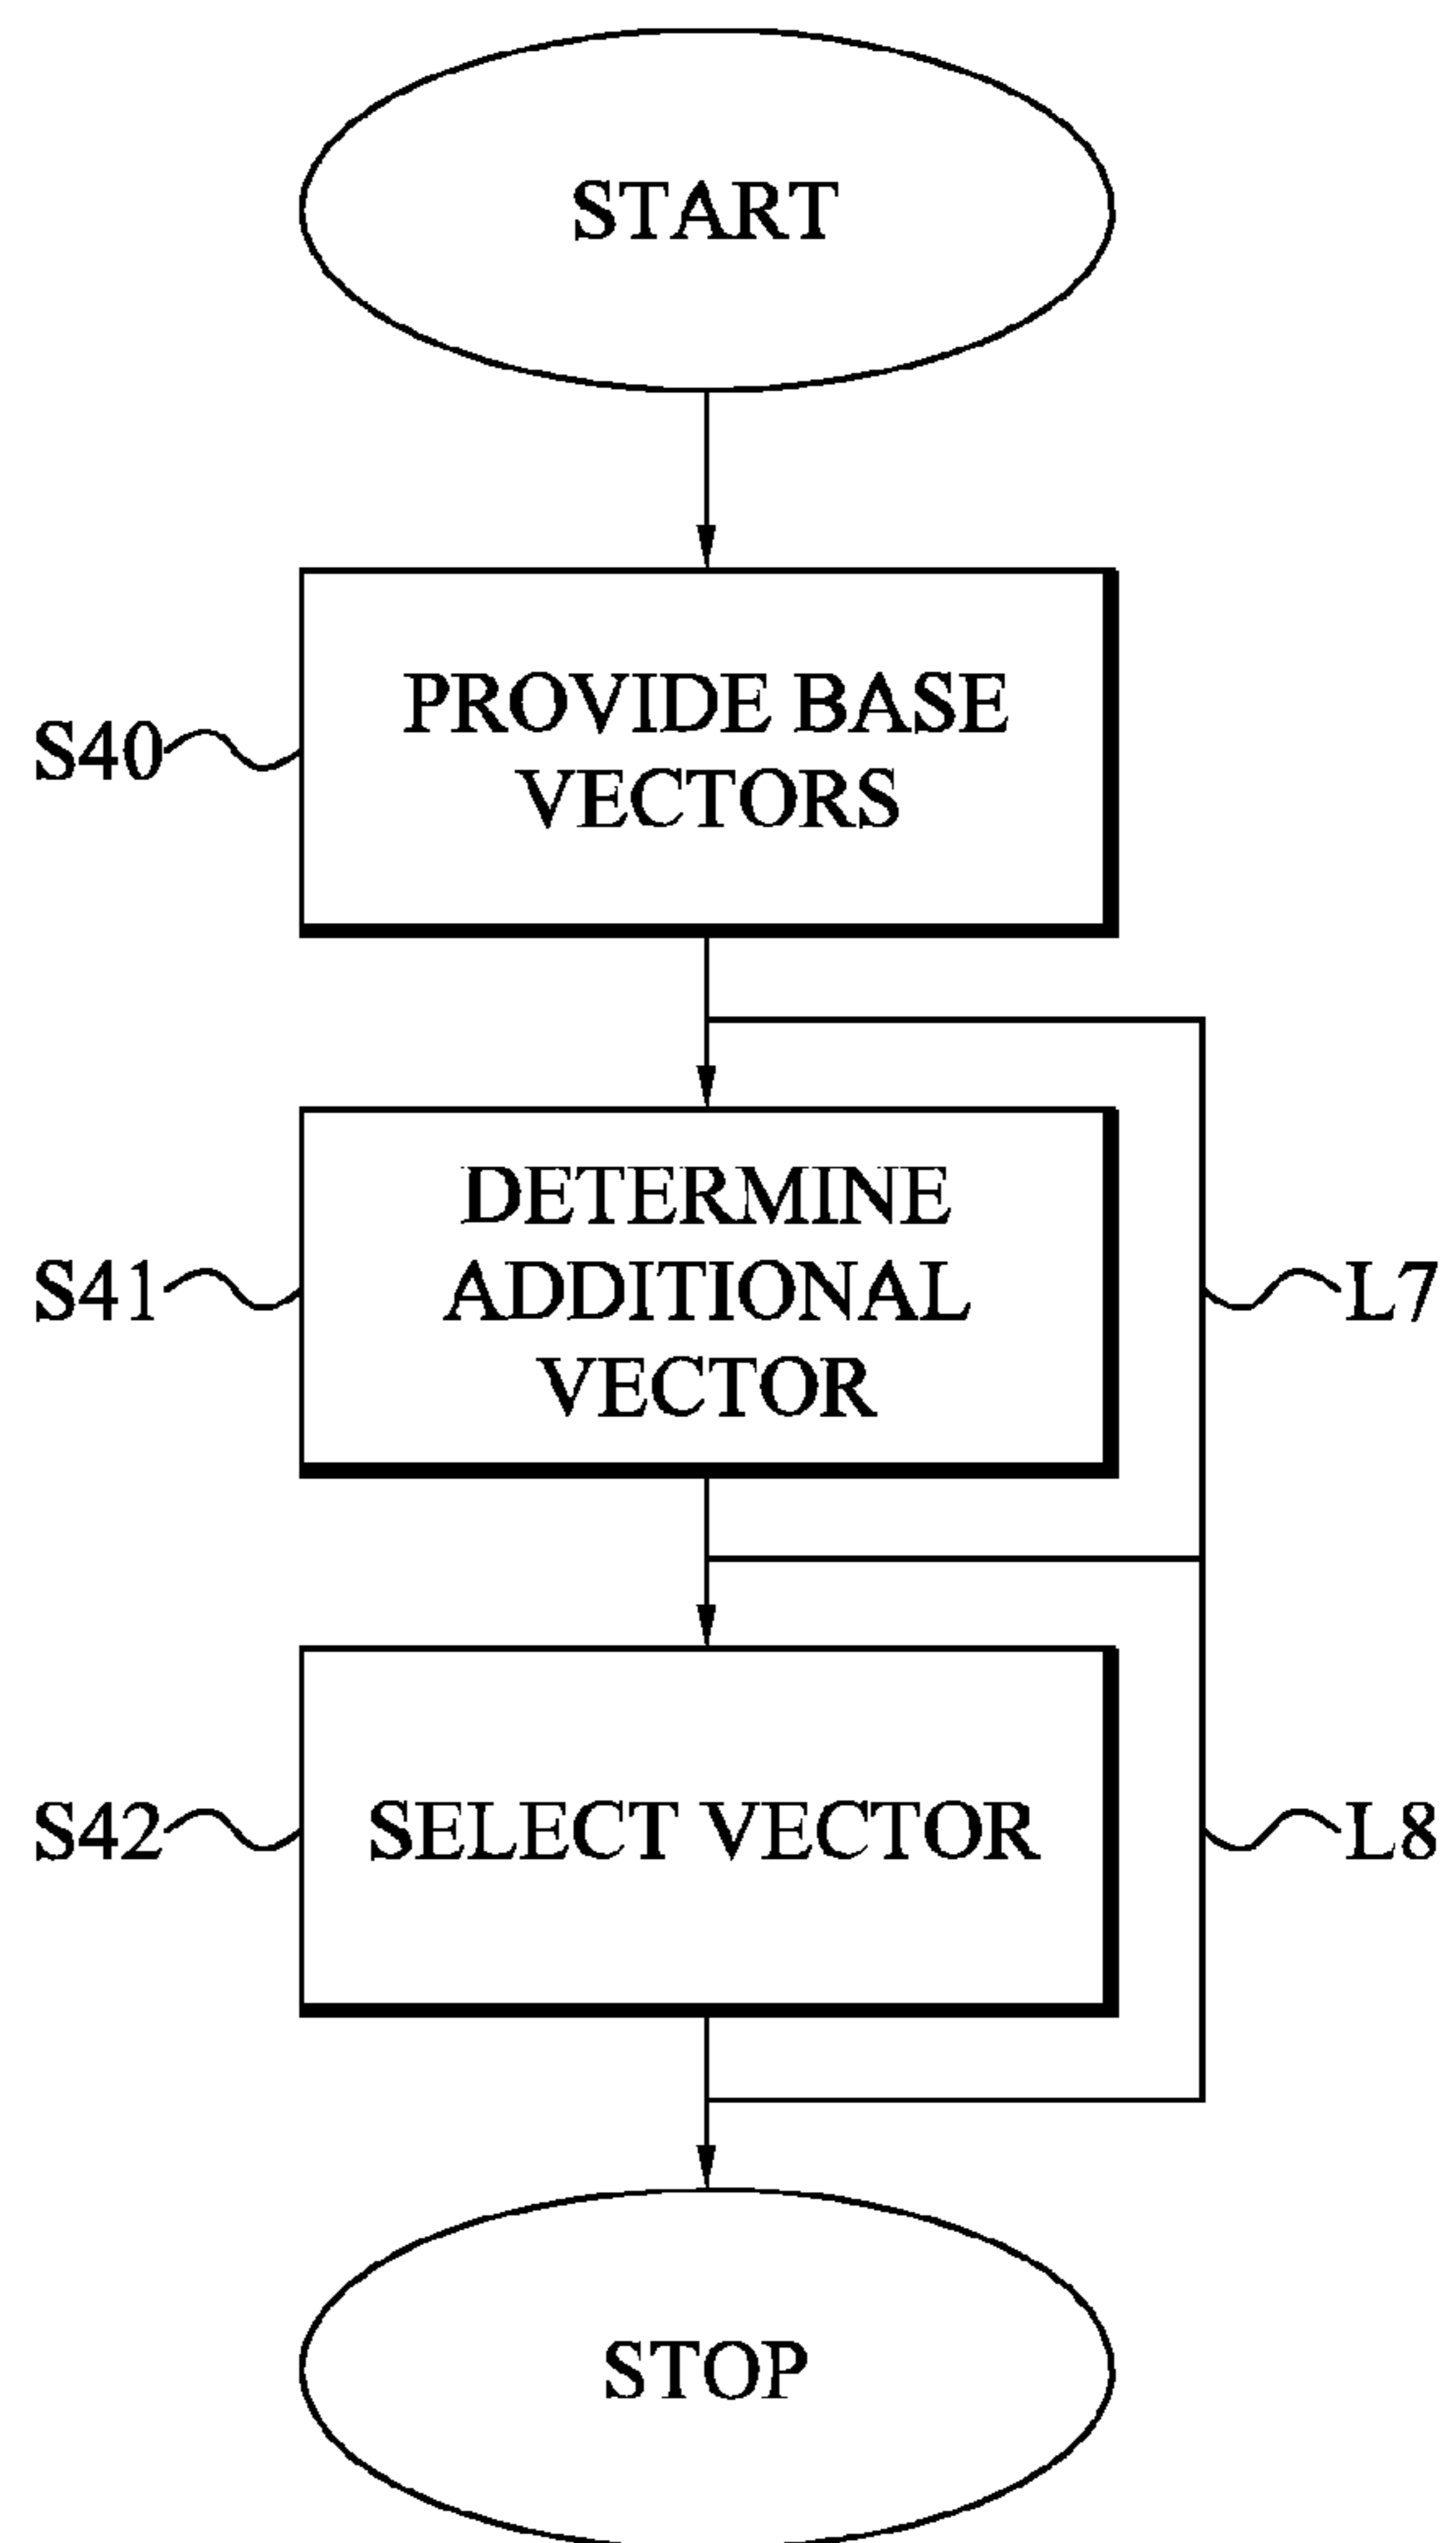 START
S40
PROVIDE BASE
VECTORS
S41
DETERMINE
ADDITIONAL
VECTOR
L7
S42
SELECT VECTOR
L8
STOP